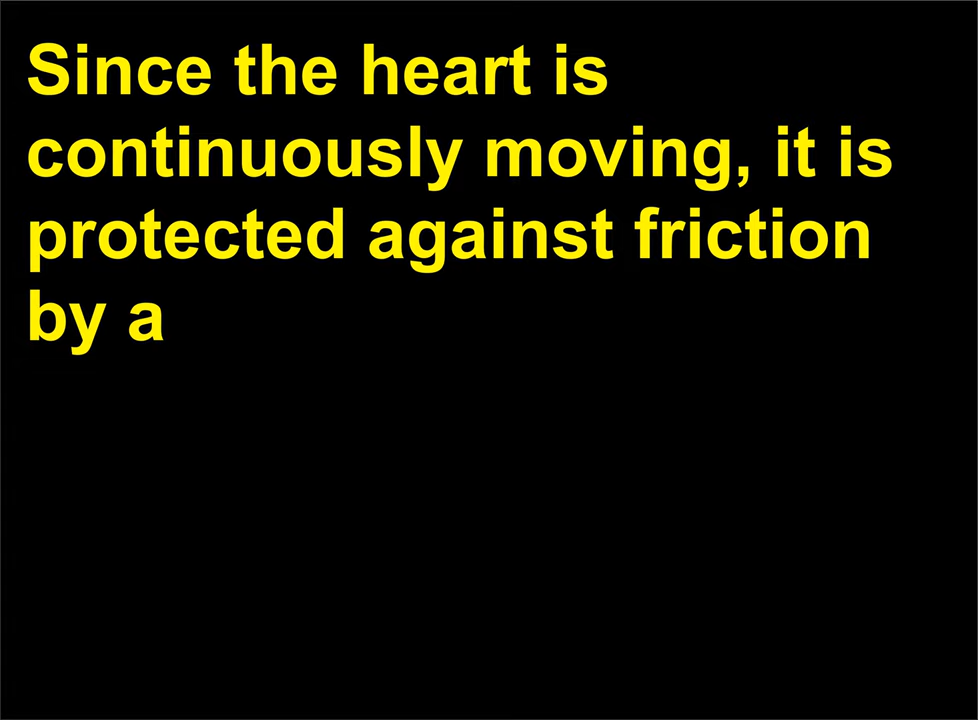 Since the heart is
continuously moving, it is
protected against friction
by a